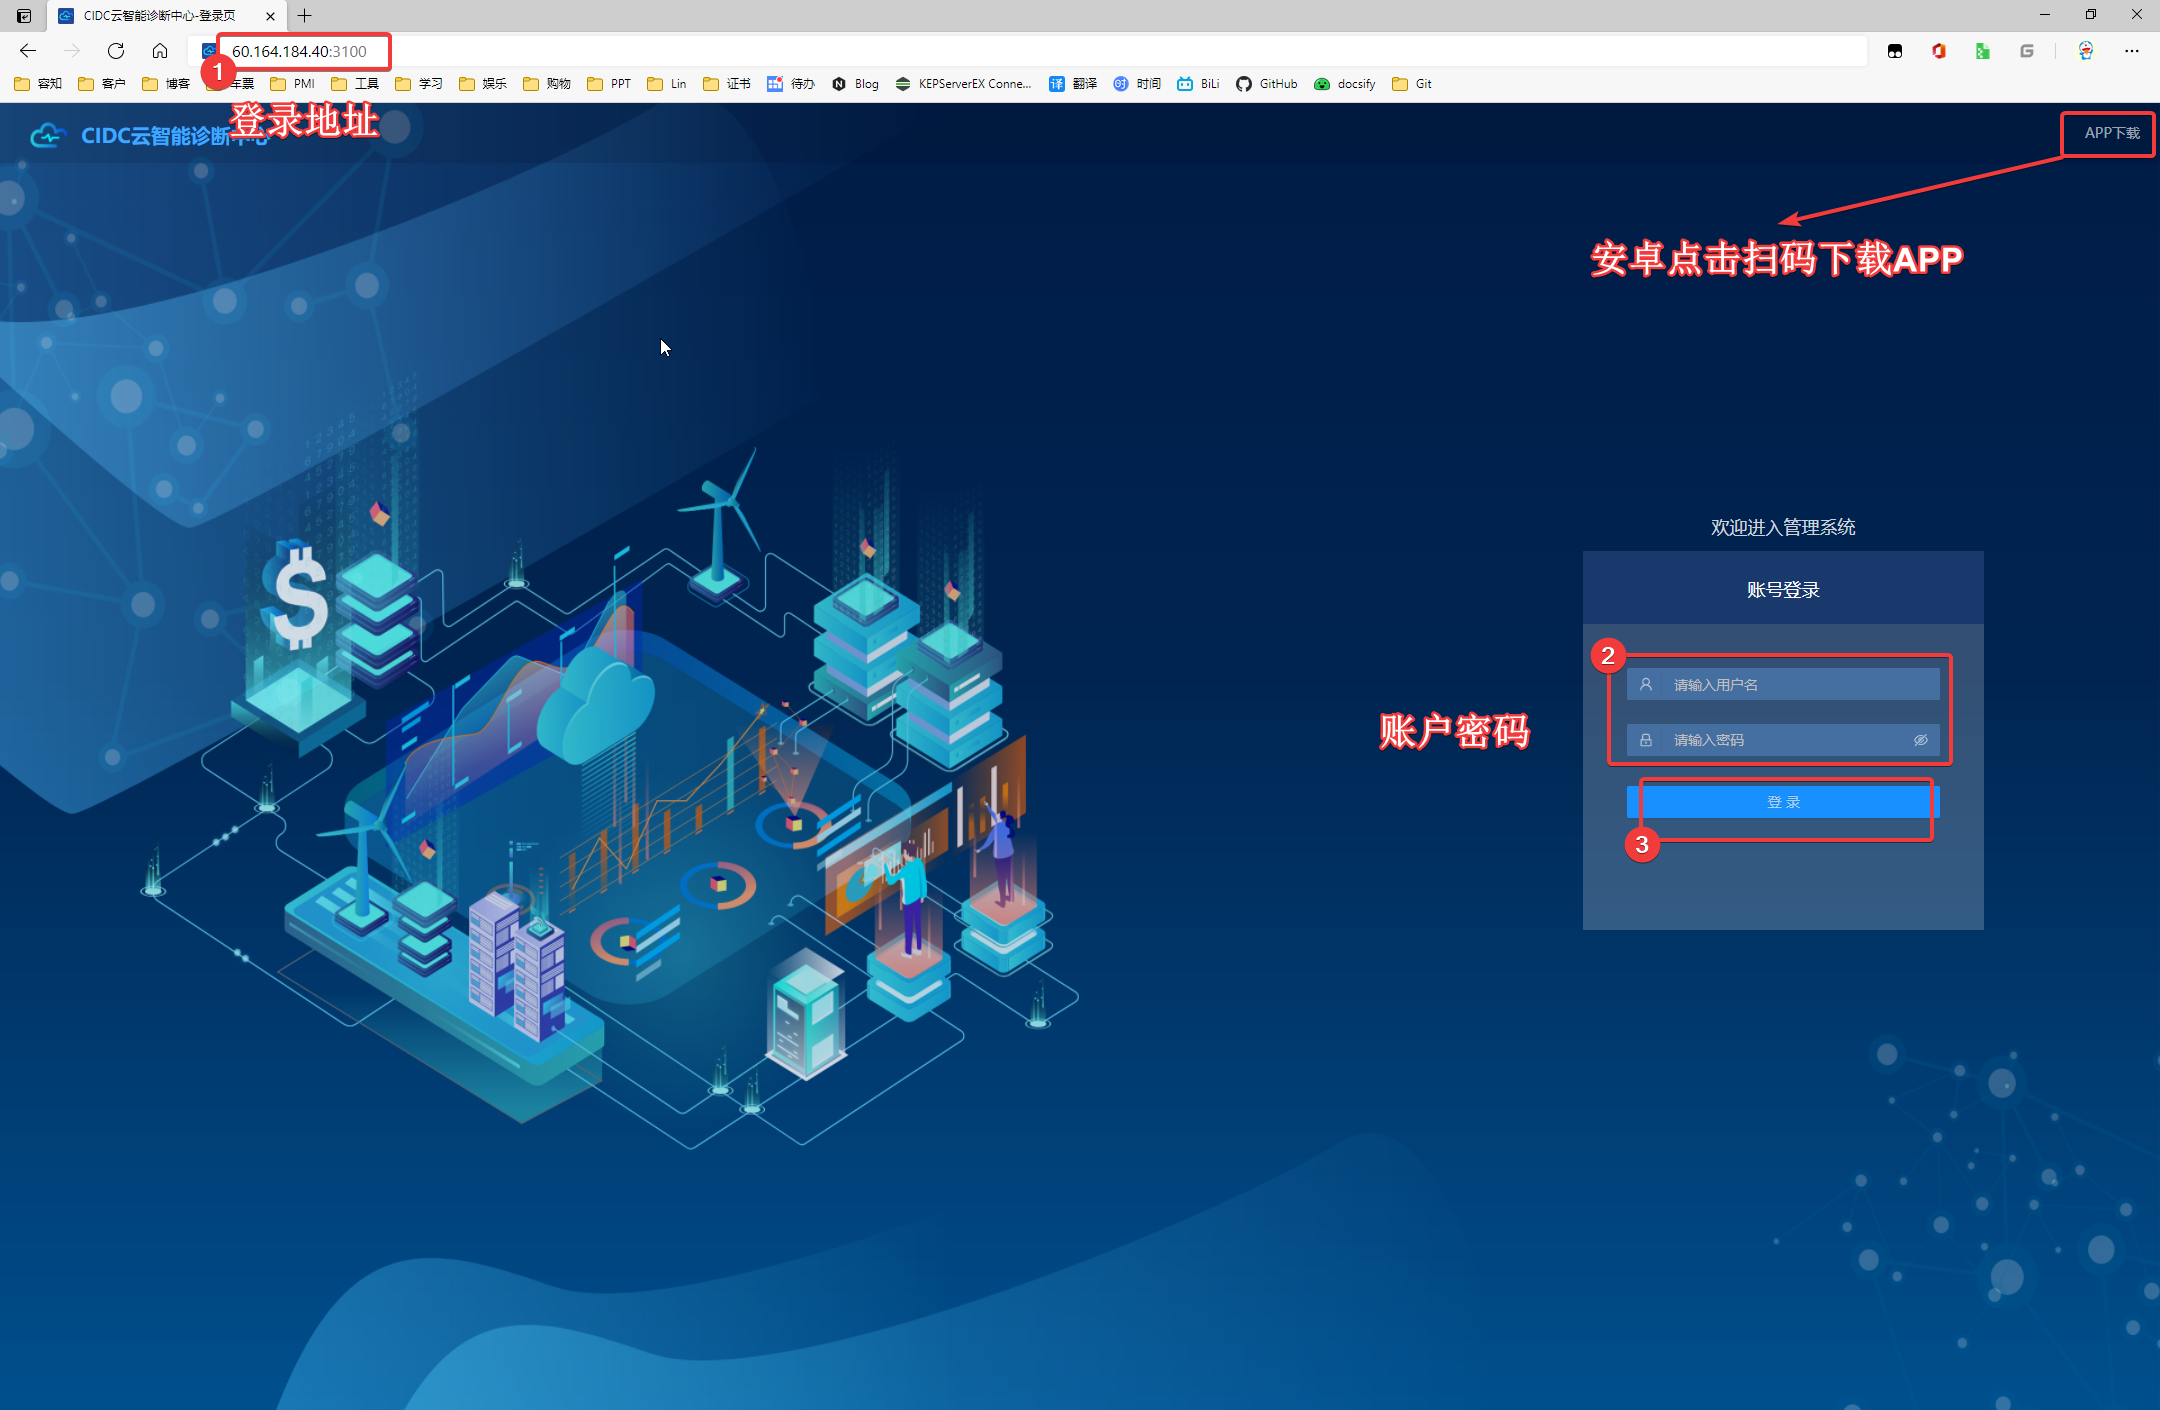 CIDC云智能诊断中心-登录页
60.164.184.40:3100
1
容知 客户 博客 车票 PMI 工具 学习 娱乐 购物 PPT Lin 证书 待办 Blog KEPServerEX Conne... 译 翻译 时 时间 BiLi GitHub docsify Git
登录地址
CIDC云智能诊断中心
APP下载
安卓点击扫码下载APP
欢迎进入管理系统
账号登录
2
请输入用户名
账户密码
请输入密码
登 录
3